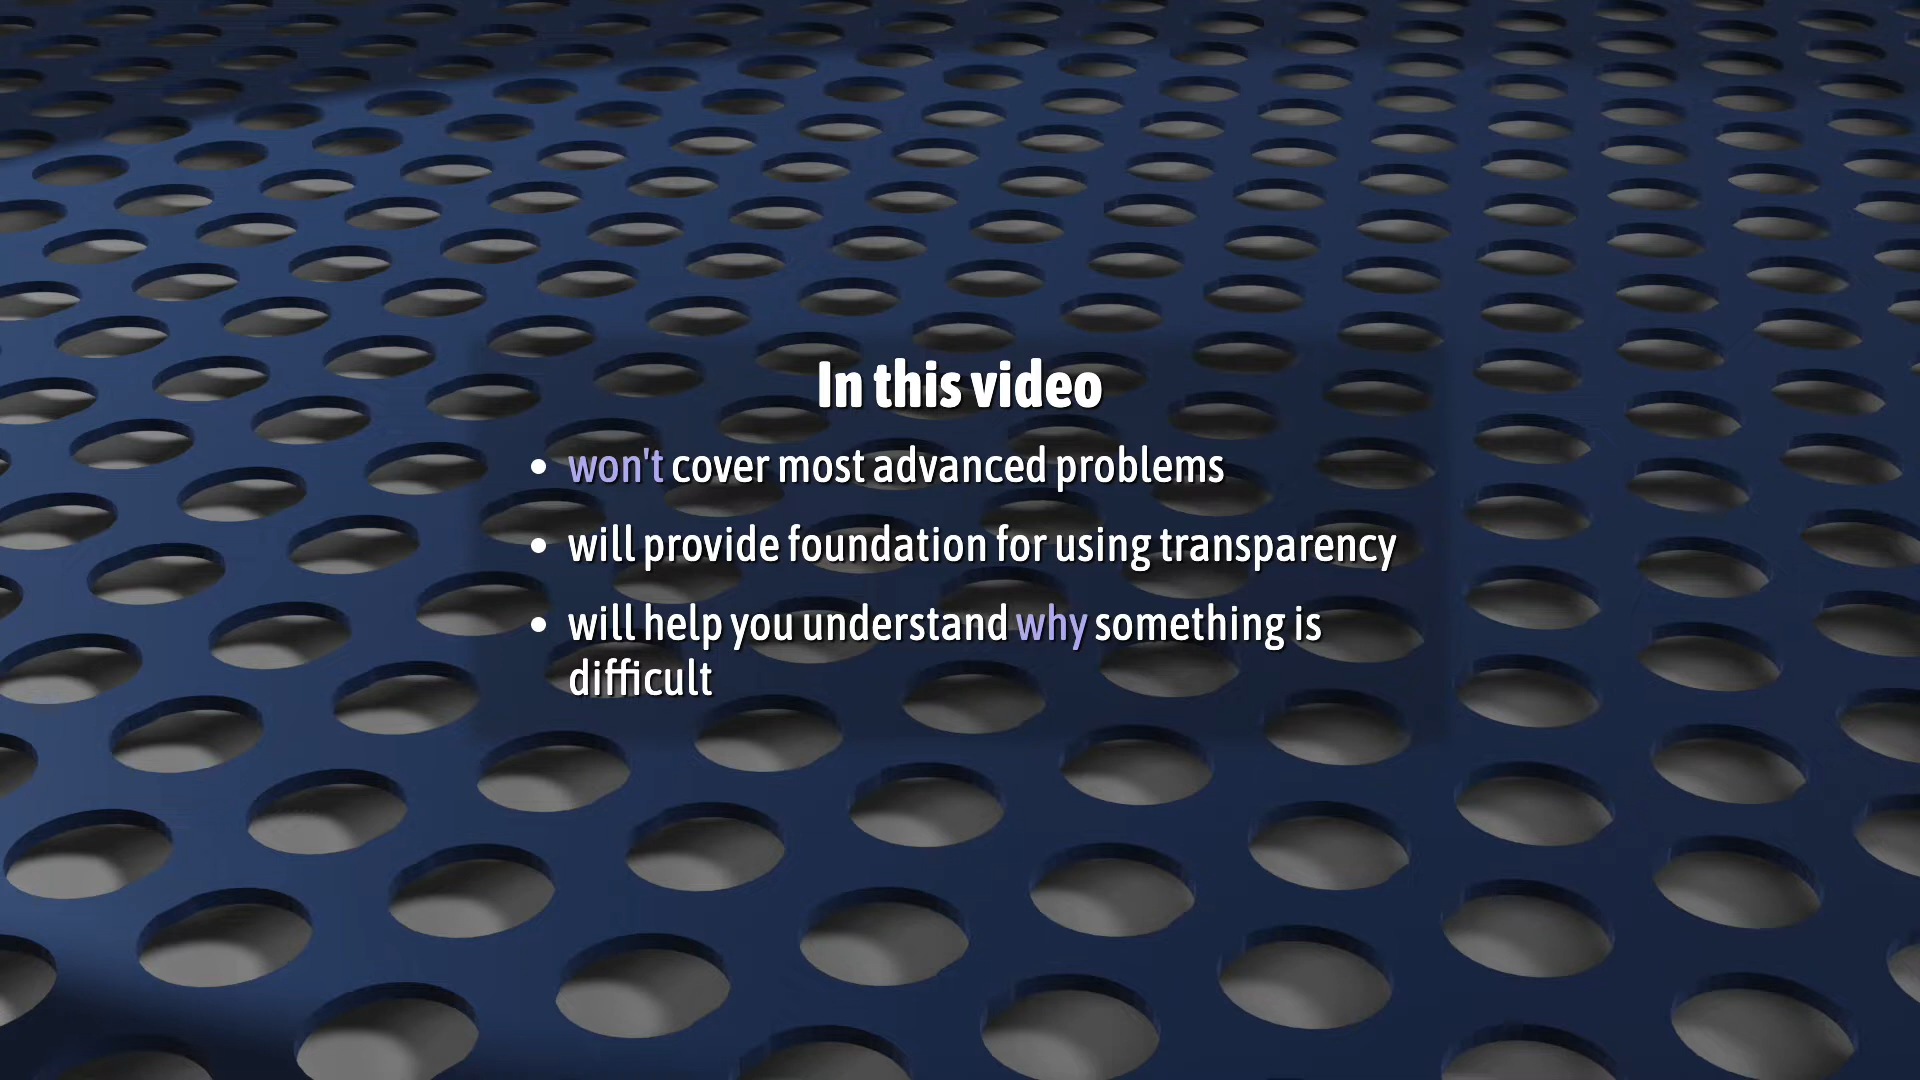 In this video
• won't cover most advanced problems
• will provide foundation for using transparency
• will help you understand why something is
difficult